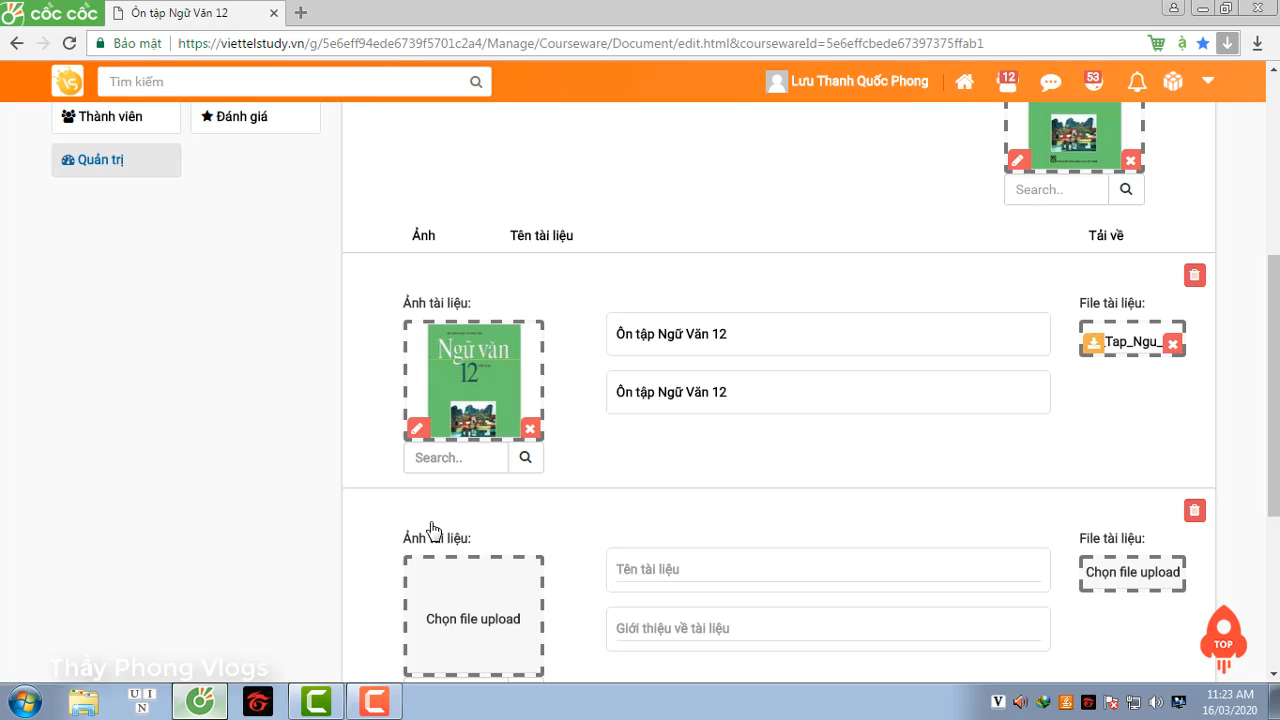 cốc cốc
Ôn tập Ngữ Văn 12
Bảo mật
https://viettelstudy.vn/g/5e6eff94ede6739f5701c2a4/Manage/Courseware/Document/edit.html&coursewareId=5e6effcbede67397375ffab1
VS
Tìm kiếm
Lưu Thanh Quốc Phong
12
53
Thành viên
Đánh giá
Quản trị
Search..
Ảnh
Tên tài liệu
Tải về
Ảnh tài liệu:
File tài liệu:
Ngữ văn
12
Ôn tập Ngữ Văn 12
_Tap_Ngu_
Ôn tập Ngữ Văn 12
Search..
Ảnh tài liệu:
File tài liệu:
Tên tài liệu
Chọn file upload
Chọn file upload
Giới thiệu về tài liệu
TOP
Thầy Phong Vlogs
U I
N
V
11:23 AM
16/03/2020